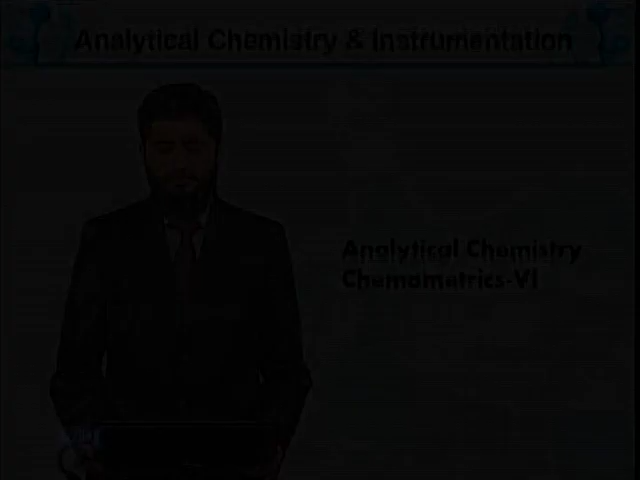 Analytical Chemistry & Instrumentation
Analytical Chemistry
Chemomatrics-VI